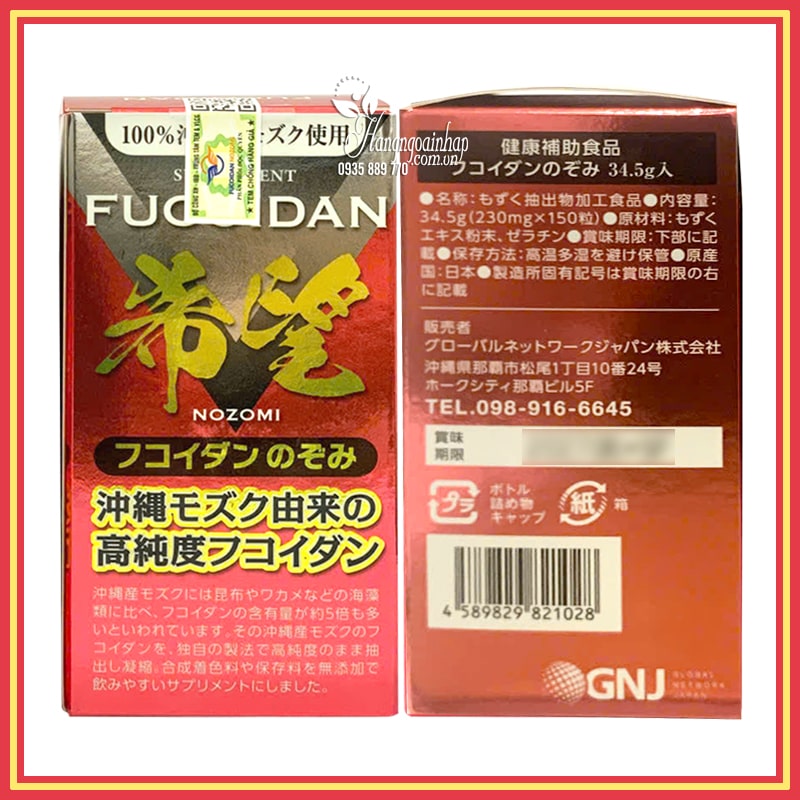 100%沖 モズク使用
FUCOIDAN
希望
NOZOMI
フコイダン のぞみ
沖縄モズク由来の
高純度フコイダン
沖縄産モズクには昆布やワカメなどの海藻
類に比べ、フコイダンの含有量が約5倍も多
いといわれています。その沖縄産モズクのフ
コイダンを、独自の製法で高純度のまま抽
出し凝縮。合成着色料や保存料を無添加で
飲みやすいサプリメントにしました。
FUCOIDAN NOZOMI
PHÂN PHỐI ĐỘC QUYỀN
★ TEM CHỐNG HÀNG GIẢ ★
Hanangoainhap
.com.vn
0935 889 770
健康補助食品
フコイダンのぞみ 34.5g入
●名称:もずく抽出物加工食品●内容量:
34.5g(230mg×150粒)●原材料:もずく
エキス粉末、ゼラチン●賞味期限:下部に記
載●保存方法:高温多湿を避け保管●原産
国:日本●製造所固有記号は賞味期限の右
に記載
販売者
グローバルネットワークジャパン株式会社
沖縄県那覇市松尾1丁目10番24号
ホークシティ那覇ビル5F
TEL.098-916-6645
賞味
期限
プラ
ボトル
詰め物
キャップ
紙
箱
4 589829 821028
GNJ
GLOBAL
NETWORK
JAPAN